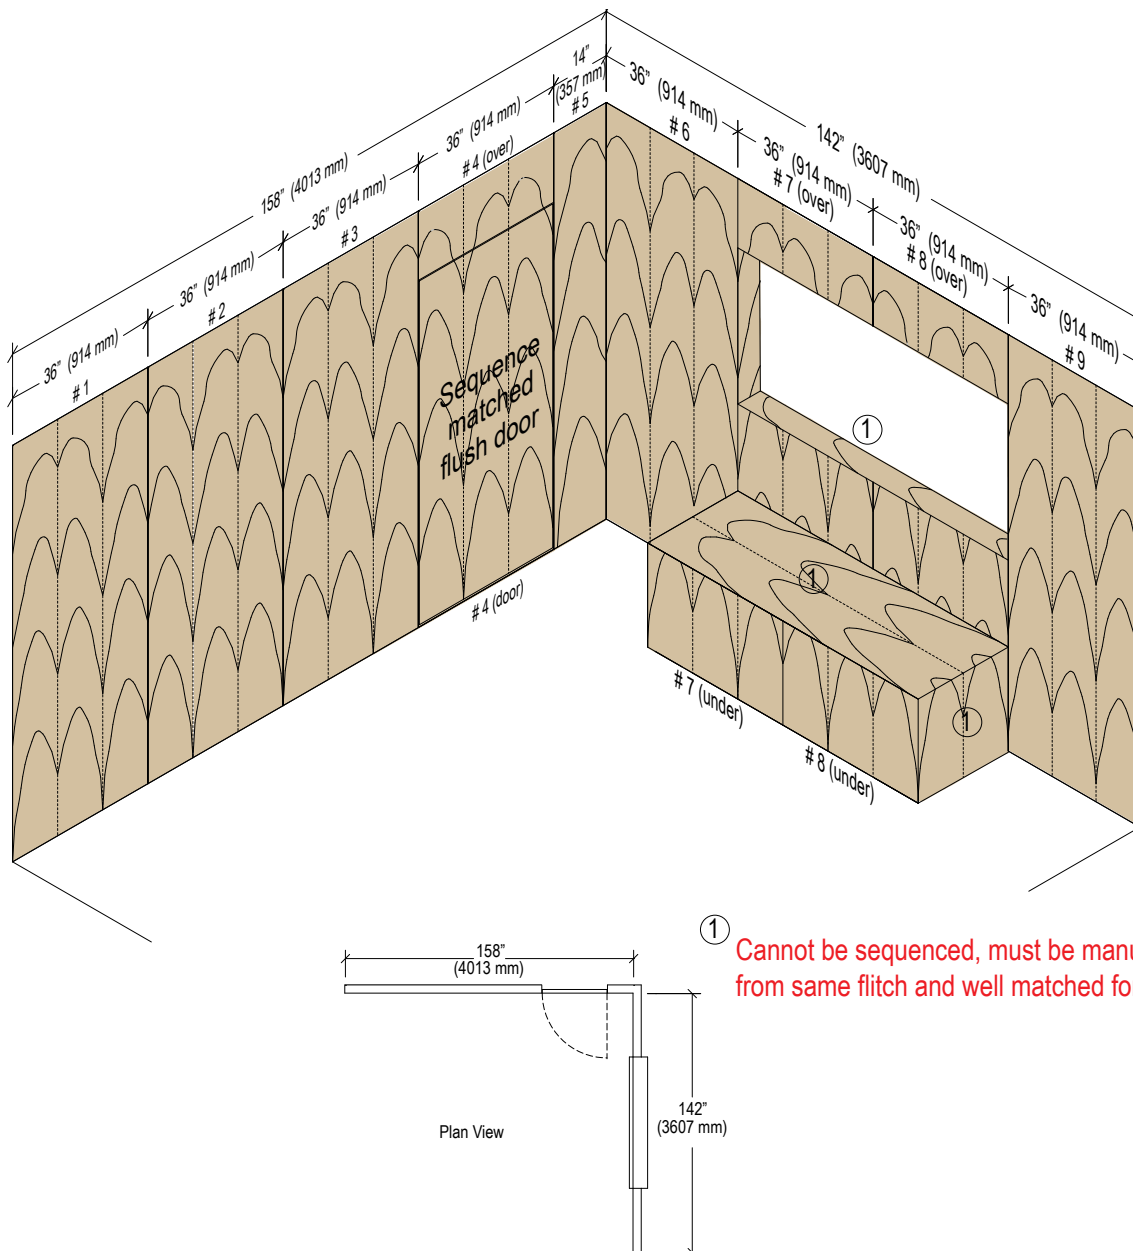 158” (4013 mm)
36” (914 mm)
# 1
36” (914 mm)
# 2
36” (914 mm)
# 3
36” (914 mm)
# 4 (over)
14”
(357 mm)
# 5
142” (3607 mm)
36” (914 mm)
# 6
36” (914 mm)
# 7 (over)
36” (914 mm)
# 8 (over)
36” (914 mm)
# 9
Sequence
matched
flush door
# 4 (door)
1
1
1
# 7 (under)
# 8 (under)
1
Cannot be sequenced, must be
from same flitch and well matched
158”
(4013 mm)
142”
(3607 mm)
Plan View